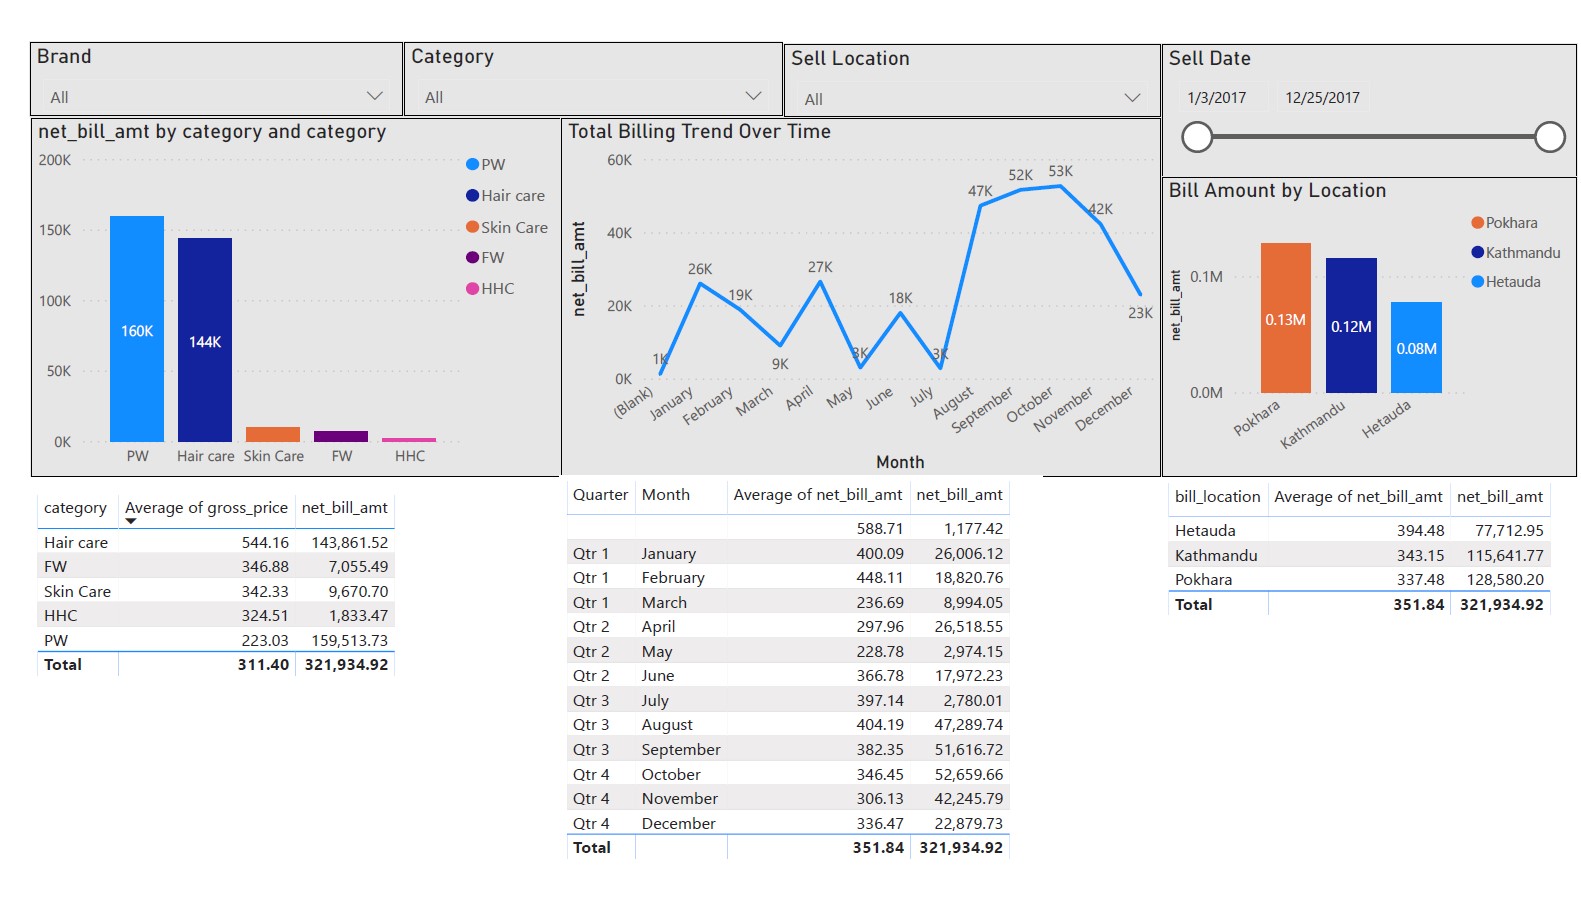 Brand
All
Category
All
Sell Location
All
Sell Date
1/3/2017 12/25/2017
net_bill_amt by category and category
200K
150K
100K
50K
0K
160K
144K
PW Hair care Skin Care FW HHC
PW
Hair care
Skin Care
FW
HHC
Total Billing Trend Over Time
net_bill_amt
60K
40K
20K
0K
1K
26K
19K
9K
27K
3K
18K
3K
47K
52K
53K
42K
23K
(Blank) January February March April May June July August September October November December
Month
Bill Amount by Location
net_bill_amt
0.1M
0.0M
0.13M
0.12M
0.08M
Pokhara Kathmandu Hetauda
Pokhara
Kathmandu
Hetauda
category Average of gross_price net_bill_amt
Hair care 544.16 143,861.52
FW 346.88 7,055.49
Skin Care 342.33 9,670.70
HHC 324.51 1,833.47
PW 223.03 159,513.73
Total 311.40 321,934.92
Quarter Month Average of net_bill_amt net_bill_amt
588.71 1,177.42
Qtr 1 January 400.09 26,006.12
Qtr 1 February 448.11 18,820.76
Qtr 1 March 236.69 8,994.05
Qtr 2 April 297.96 26,518.55
Qtr 2 May 228.78 2,974.15
Qtr 2 June 366.78 17,972.23
Qtr 3 July 397.14 2,780.01
Qtr 3 August 404.19 47,289.74
Qtr 3 September 382.35 51,616.72
Qtr 4 October 346.45 52,659.66
Qtr 4 November 306.13 42,245.79
Qtr 4 December 336.47 22,879.73
Total 351.84 321,934.92
bill_location Average of net_bill_amt net_bill_amt
Hetauda 394.48 77,712.95
Kathmandu 343.15 115,641.77
Pokhara 337.48 128,580.20
Total 351.84 321,934.92